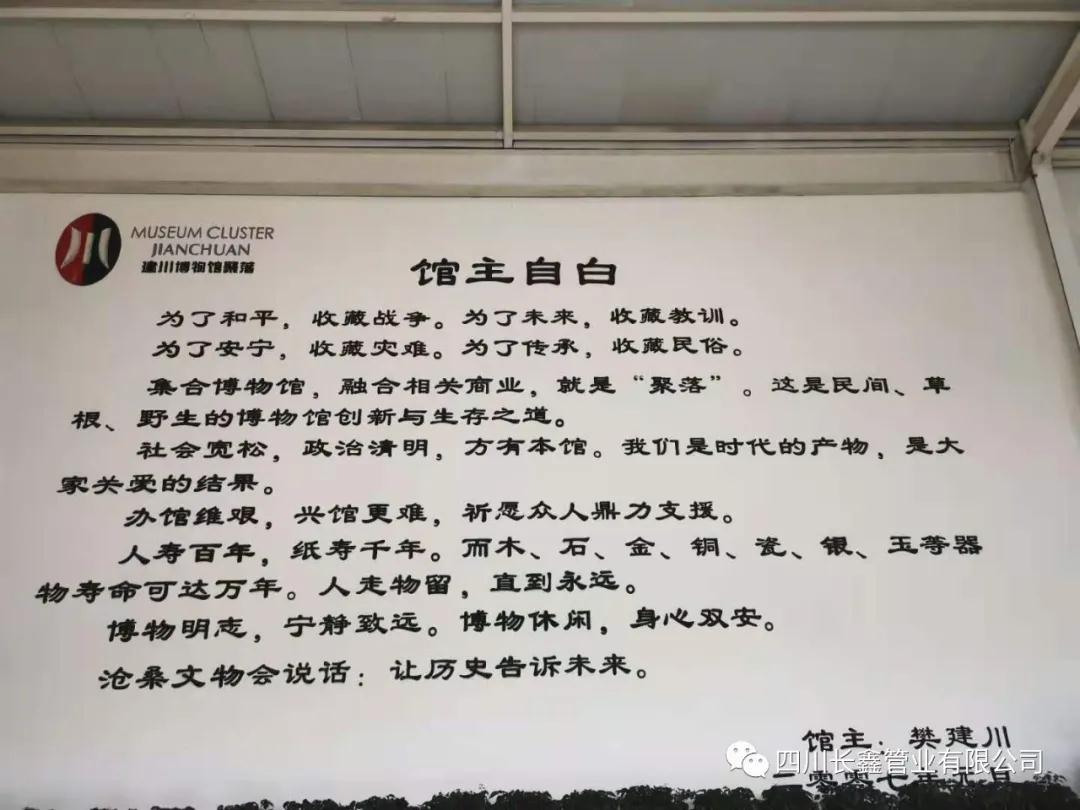 MUSEUM CLUSTER
JIANCHUAN
建川博物馆聚落
馆主自白
为了和平，收藏战争。为了未来，收藏教训。
为了安宁，收藏灾难。为了传承，收藏民俗。
集合博物馆，融合相关商业，就是“聚落”。这是民间、草
根、野生的博物馆创新与生存之道。
社会宽松，政治清明，方有本馆。我们是时代的产物，是大
家关爱的结果。
办馆维艰，兴馆更难，祈愿众人鼎力支援。
人寿百年，纸寿千年。而木、石、金、铜、瓷、银、玉等器
物寿命可达万年。人走物留，直到永远。
博物明志，宁静致远。博物休闲，身心双安。
沧桑文物会说话：让历史告诉未来。
馆主：樊建川
四川长鑫管业有限公司
二零零七年元月